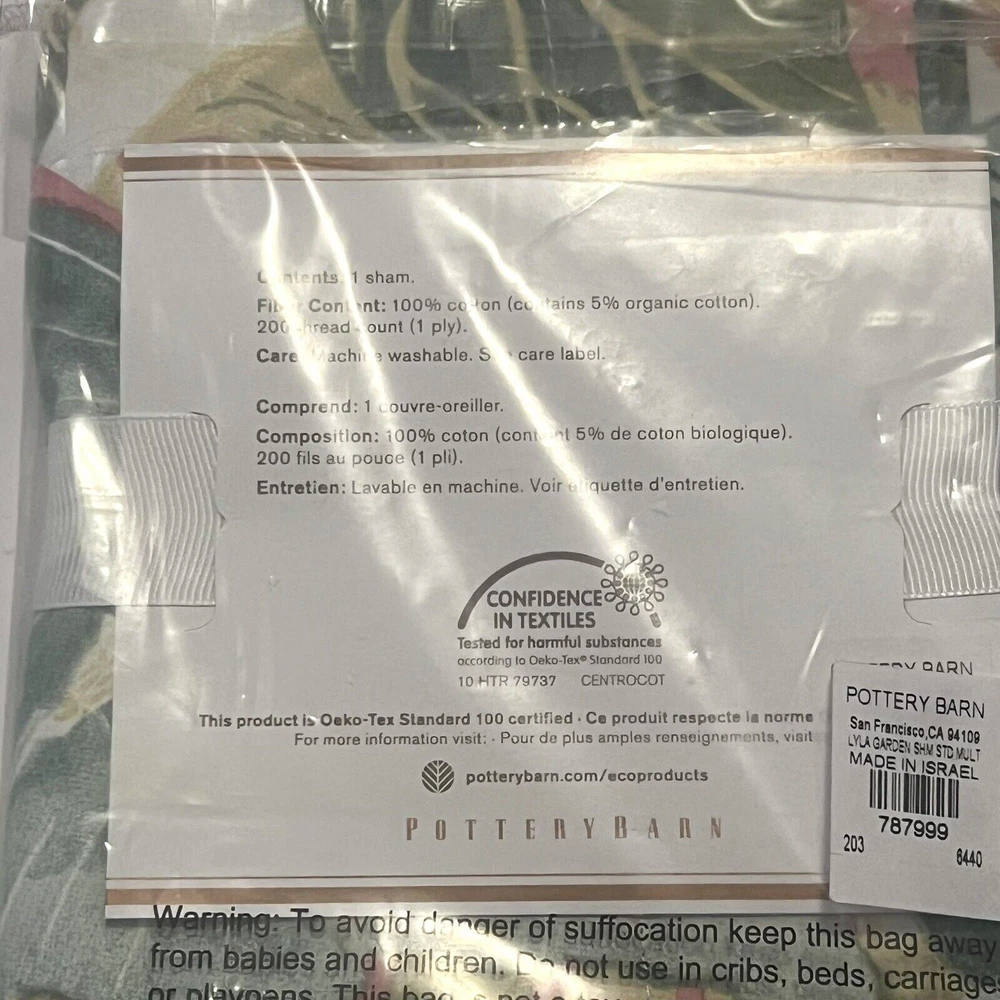 Contents: 1 sham.
Fiber Content: 100% cotton (contains 5% organic cotton).
200 thread count (1 ply).
Care: Machine washable. See care label.
Comprend: 1 couvre-oreiller.
Composition: 100% coton (contient 5% de coton biologique).
200 fils au pouce (1 pli).
Entretien: Lavable en machine. Voir étiquette d'entretien.
CONFIDENCE
IN TEXTILES
Tested for harmful substances
according to Oeko-Tex® Standard 100
10 HTR 79737 CENTROCOT
This product is Oeko-Tex Standard 100 certified · Ce produit respecte la norme
For more information visit: · Pour de plus amples renseignements, visit
potterybarn.com/ecoproducts
POTTERY BARN
BARN
POTTERY BARN
San Francisco,CA 94109
LYLA GARDEN SHM STD MULT
MADE IN ISRAEL
787999
203 6440
Warning: To avoid danger of suffocation keep this bag away
from babies and children. Do not use in cribs, beds, carriage
or playpens. This bag